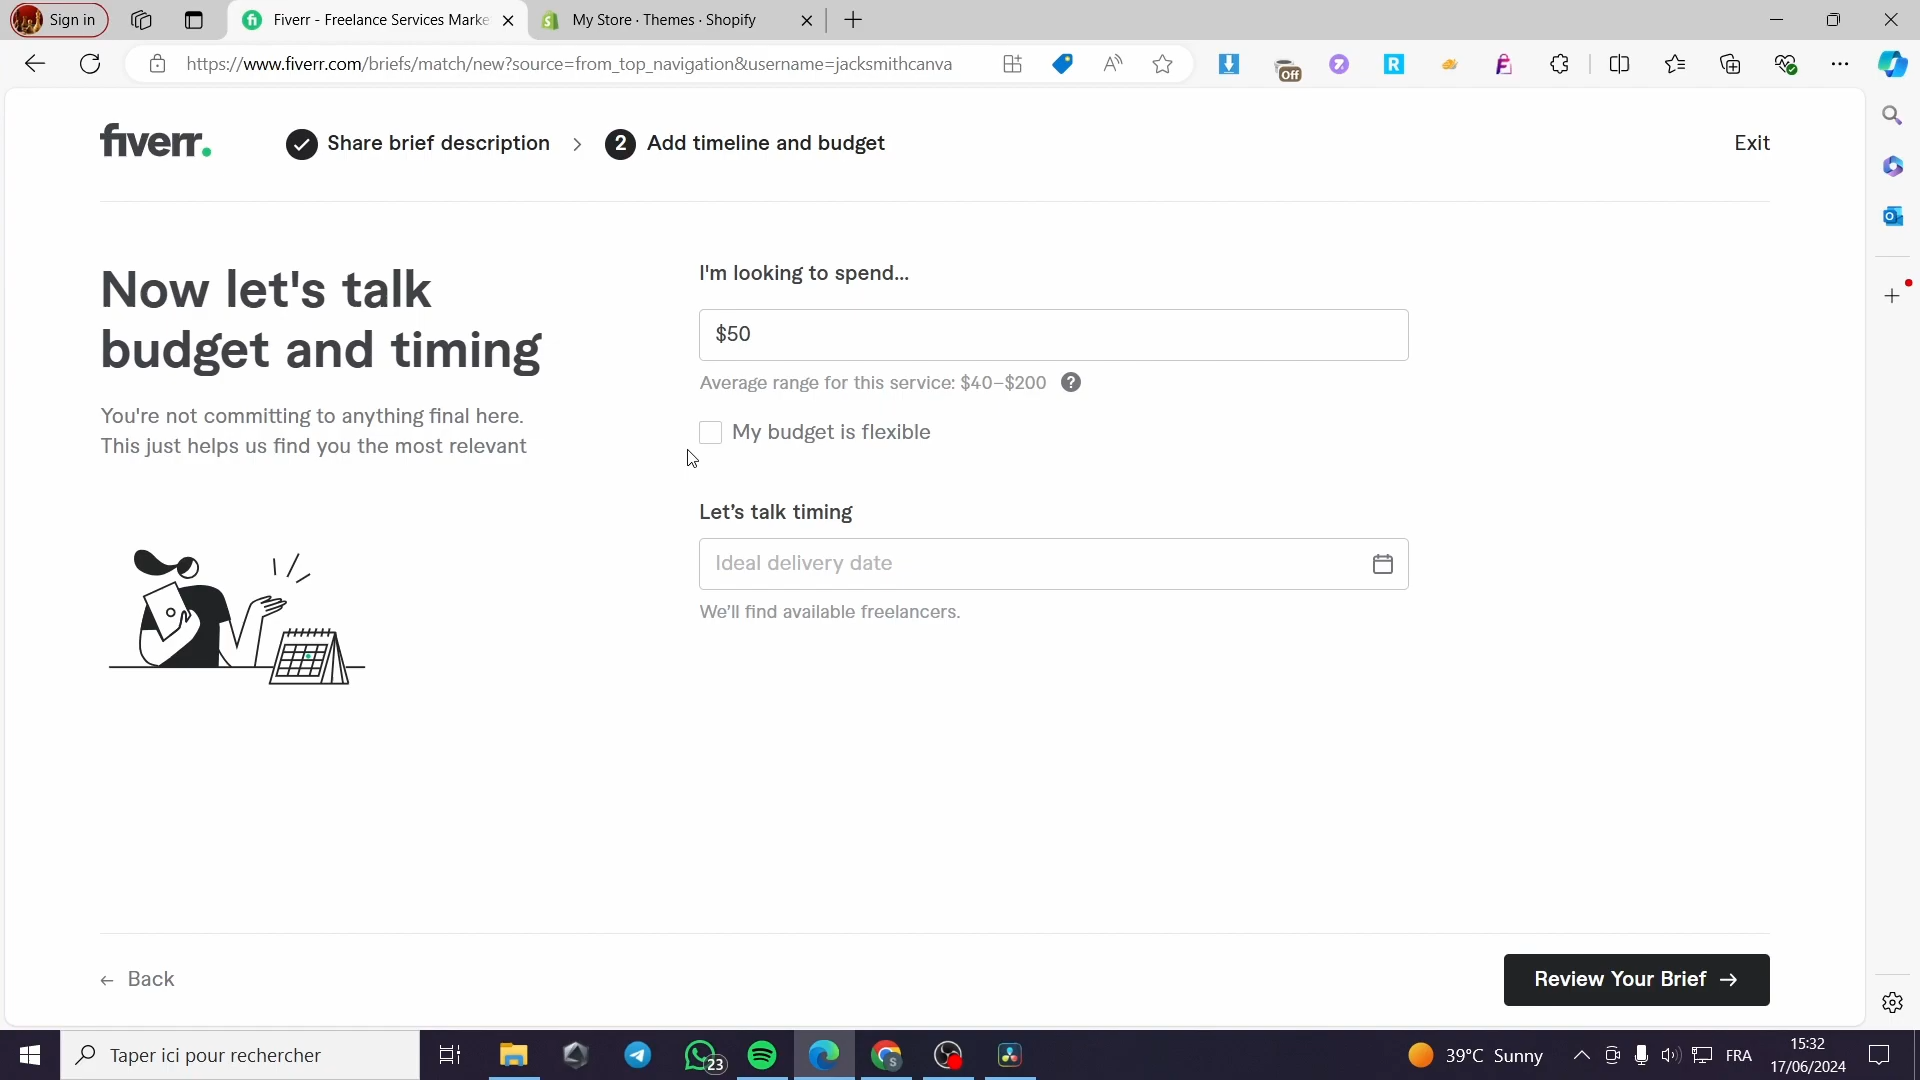 Sign in
Fiverr - Freelance Services Marke
My Store · Themes · Shopify
https://www.fiverr.com/briefs/match/new?source=from_top_navigation&username=jacksmithcanva
Off
fiverr.
Share brief description
2 Add timeline and budget
Exit
Now let's talk
budget and timing
You're not committing to anything final here.
This just helps us find you the most relevant
I'm looking to spend...
$50
Average range for this service: $40–$200 ?
My budget is flexible
Let’s talk timing
Ideal delivery date
We’ll find available freelancers.
← Back
Review Your Brief →
Taper ici pour rechercher
23
39°C Sunny
FRA
15:32
17/06/2024